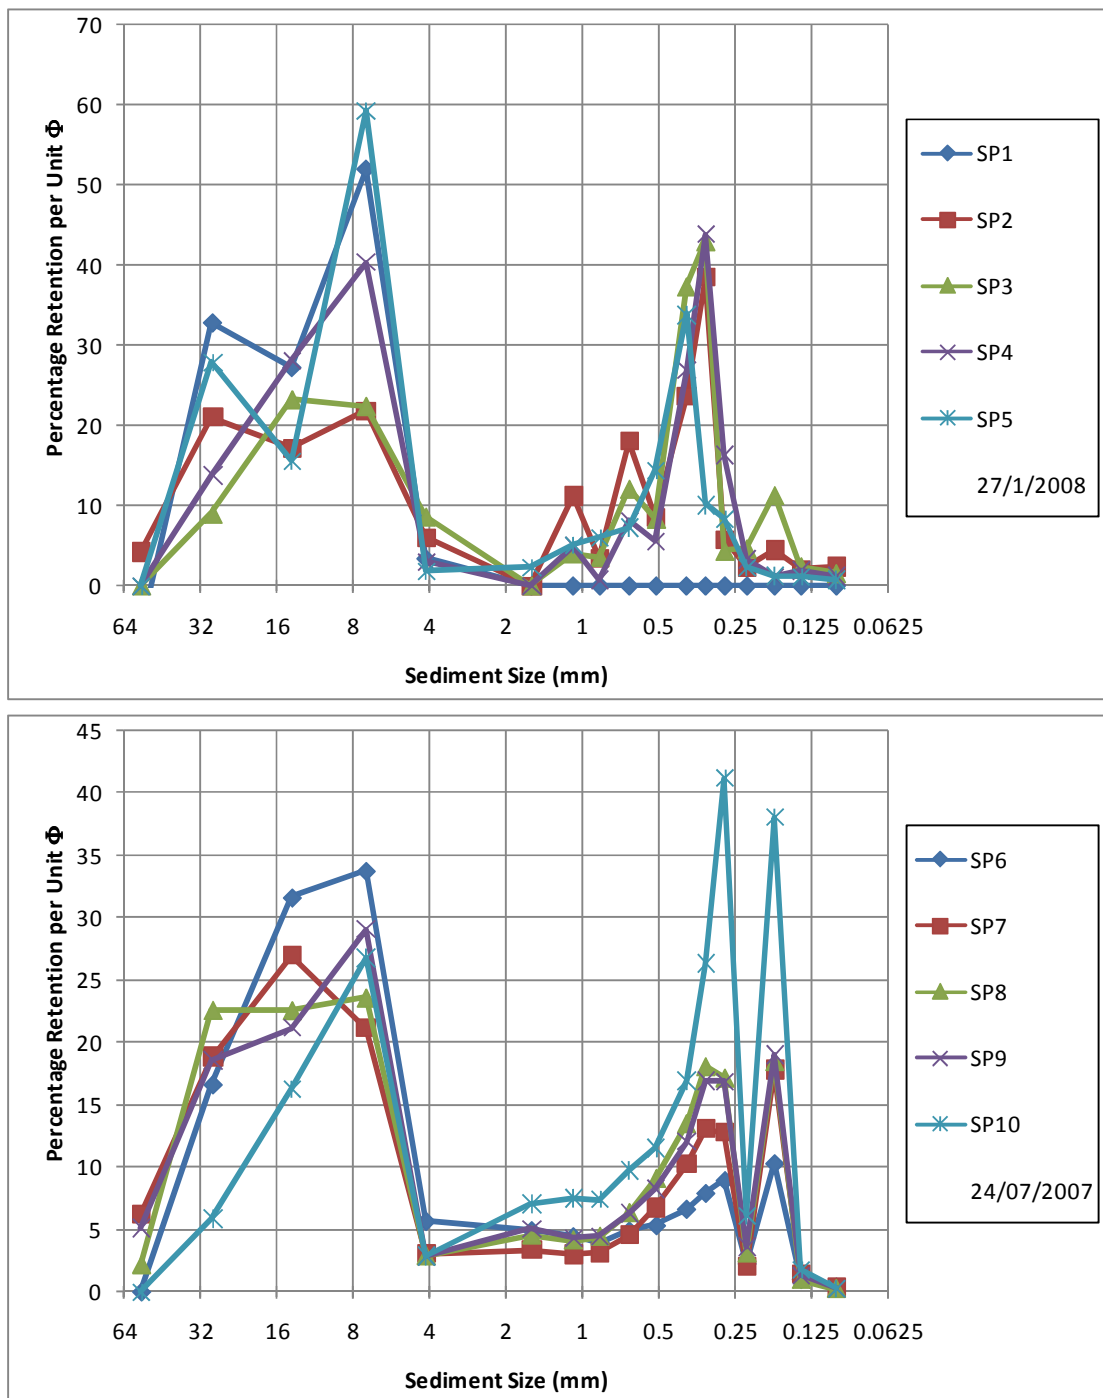 70
60
50
40
30
20
10
0
Percentage Retention per Unit Φ
64 32 16 8 4 2 1 0.5 0.25 0.125 0.0625
Sediment Size (mm)
SP1
SP2
SP3
SP4
SP5
27/1/2008
45
40
35
30
25
20
15
10
5
0
Percentage Retention per Unit Φ
64 32 16 8 4 2 1 0.5 0.25 0.125 0.0625
Sediment Size (mm)
SP6
SP7
SP8
SP9
SP10
24/07/2007